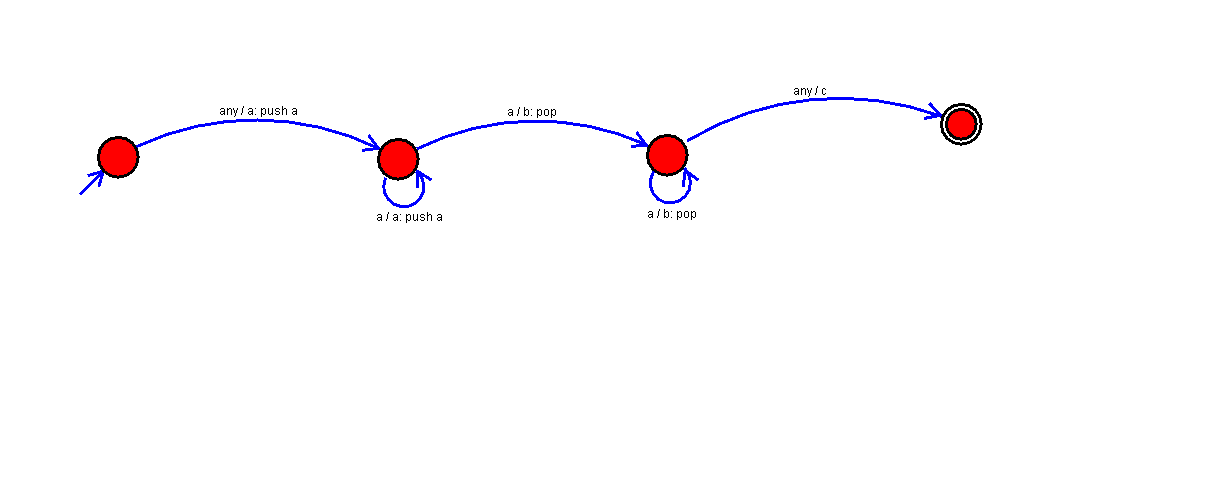 any / a: push a
a / b: pop
any / c
a / a: push a
a / b: pop